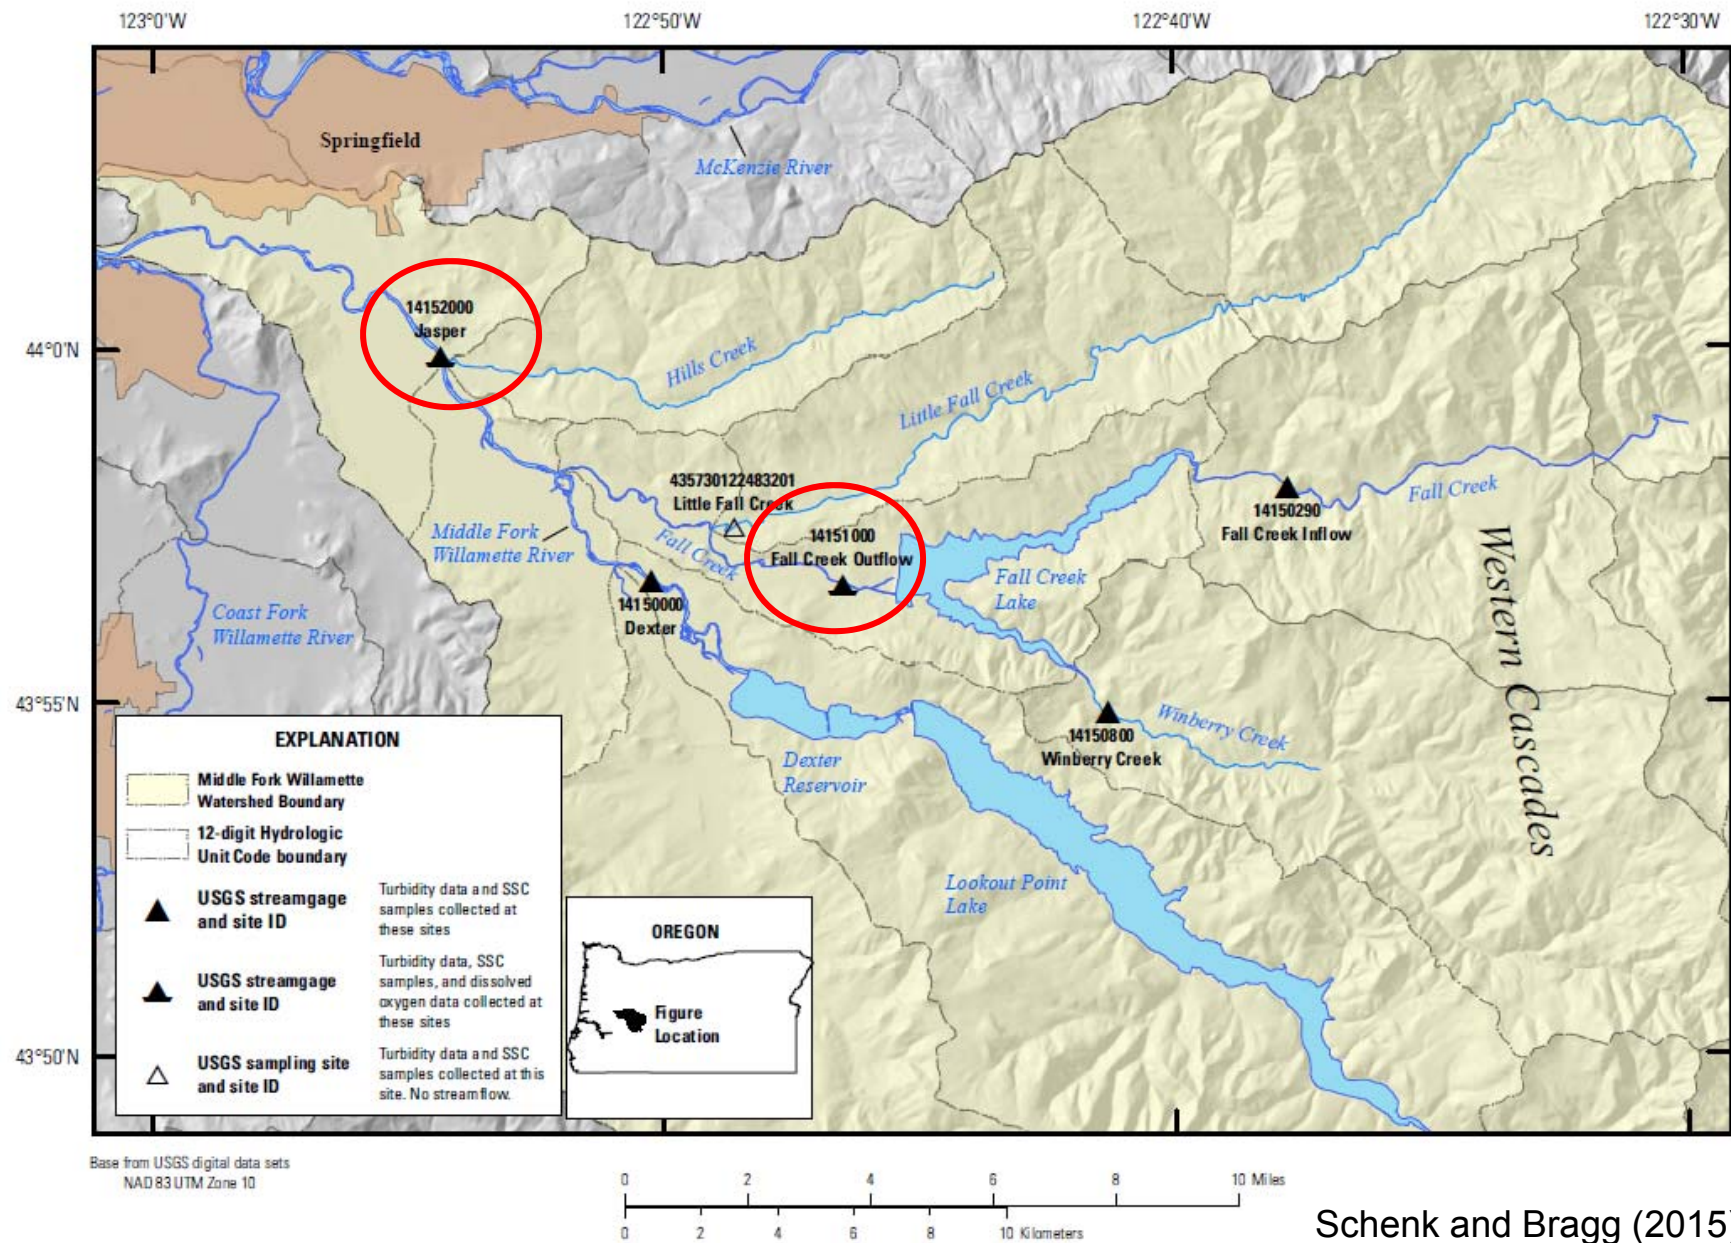 123°0'W
122°50'W
122°40'W
122°30'W
Springfield
McKenzie River
14152000
Jasper
44°0'N
Hills Creek
Little Fall Creek
435730122483201
Little Fall Creek
14151000
Fall Creek Outflow
Fall Creek
14150290
Fall Creek Inflow
Middle Fork
Willamette River
Fall Creek
Fall Creek
Lake
14150000
Dexter
Coast Fork
Willamette River
Western Cascades
43°55'N
14150800
Winberry Creek
Winberry Creek
Dexter
Reservoir
Lookout Point
Lake
EXPLANATION
Middle Fork Willamette
Watershed Boundary
12-digit Hydrologic
Unit Code boundary
USGS streamgage
and site ID
Turbidity data and SSC
samples collected at
these sites
USGS streamgage
and site ID
Turbidity data, SSC
samples, and dissolved
oxygen data collected at
these sites
USGS sampling site
and site ID
Turbidity data and SSC
samples collected at this
site. No streamflow.
OREGON
Figure
Location
43°50'N
Base from USGS digital data sets
NAD 83 UTM Zone 10
0 2 4 6 8 10 Miles
0 2 4 6 8 10 Kilometers
Schenk and Bragg (2015)